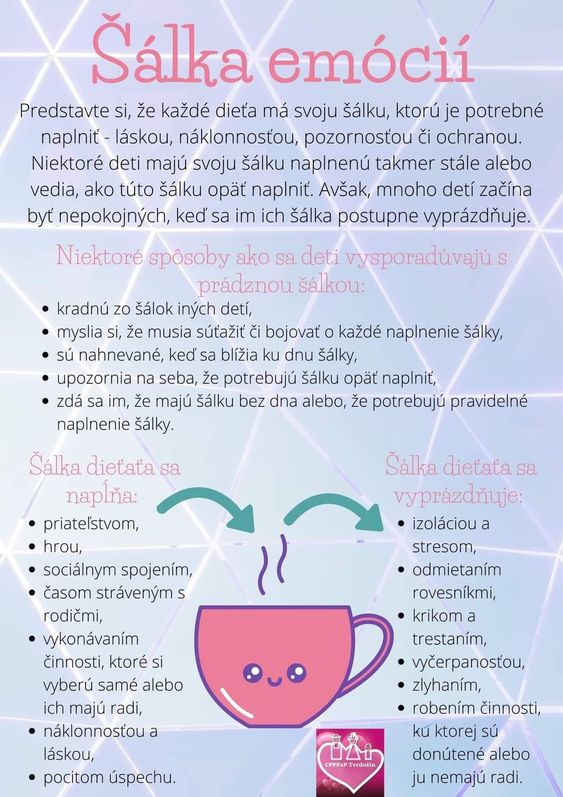 Šálka emócií
Predstavte si, že každé dieťa má svoju šálku, ktorú je potrebné
naplniť - láskou, náklonnosťou, pozornosťou či ochranou.
Niektoré deti majú svoju šálku naplnenú takmer stále alebo
vedia, ako túto šálku opäť naplniť. Avšak, mnoho detí začína
byť nepokojných, keď sa im ich šálka postupne vyprázdňuje.
Niektoré spôsoby ako sa deti vysporadúvajú s
prádznou šálkou:
• kradnú zo šálok iných detí,
• myslia si, že musia súťažiť či bojovať o každé naplnenie šálky,
• sú nahnevané, keď sa blížia ku dnu šálky,
• upozornia na seba, že potrebujú šálku opäť naplniť,
• zdá sa im, že majú šálku bez dna alebo, že potrebujú pravidelné
naplnenie šálky.
Šálka dieťaťa sa
napĺňa:
• priateľstvom,
• hrou,
• sociálnym spojením,
• časom stráveným s
rodičmi,
• vykonávaním
činnosti, ktoré si
vyberú samé alebo
ich majú radi,
• náklonnosťou a
láskou,
• pocitom úspechu.
Šálka dieťaťa sa
vyprázdňuje:
• izoláciou a
stresom,
• odmietaním
rovesníkmi,
• krikom a
trestaním,
• vyčerpanosťou,
• zlyhaním,
• robením činnosti,
ku ktorej sú
donútené alebo
ju nemajú radi.
CPPPaP Tvrdošín